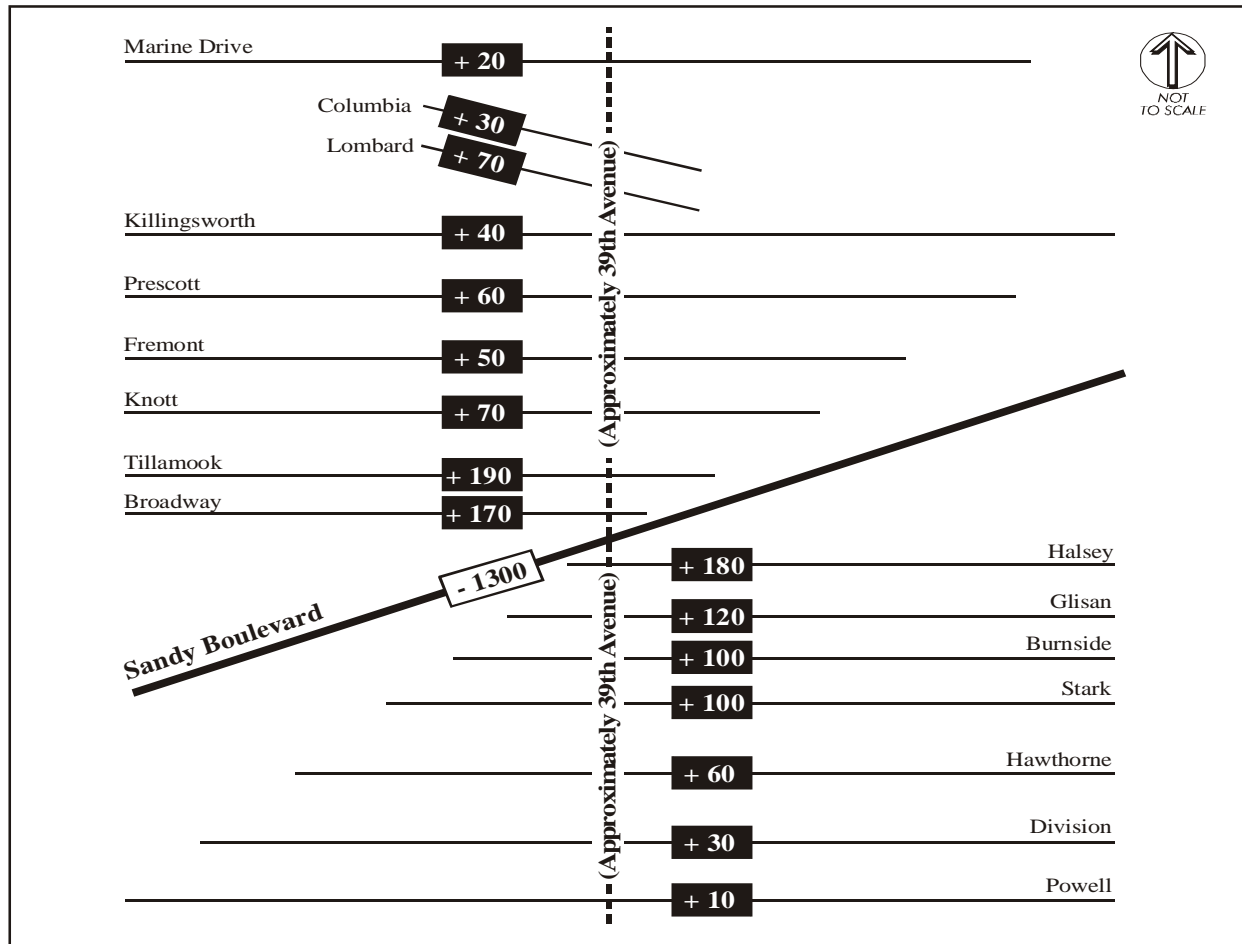 Marine Drive
+ 20
NOT
TO SCALE
Columbia
+ 30
Lombard
+ 70
Killingsworth
+ 40
(Approximately 39th Avenue)
Prescott
+ 60
Fremont
+ 50
Knott
+ 70
Tillamook
+ 190
Broadway
+ 170
Sandy Boulevard
- 1300
Halsey
+ 180
Glisan
+ 120
Burnside
+ 100
Stark
+ 100
(Approximately 39th Avenue)
Hawthorne
+ 60
Division
+ 30
Powell
+ 10